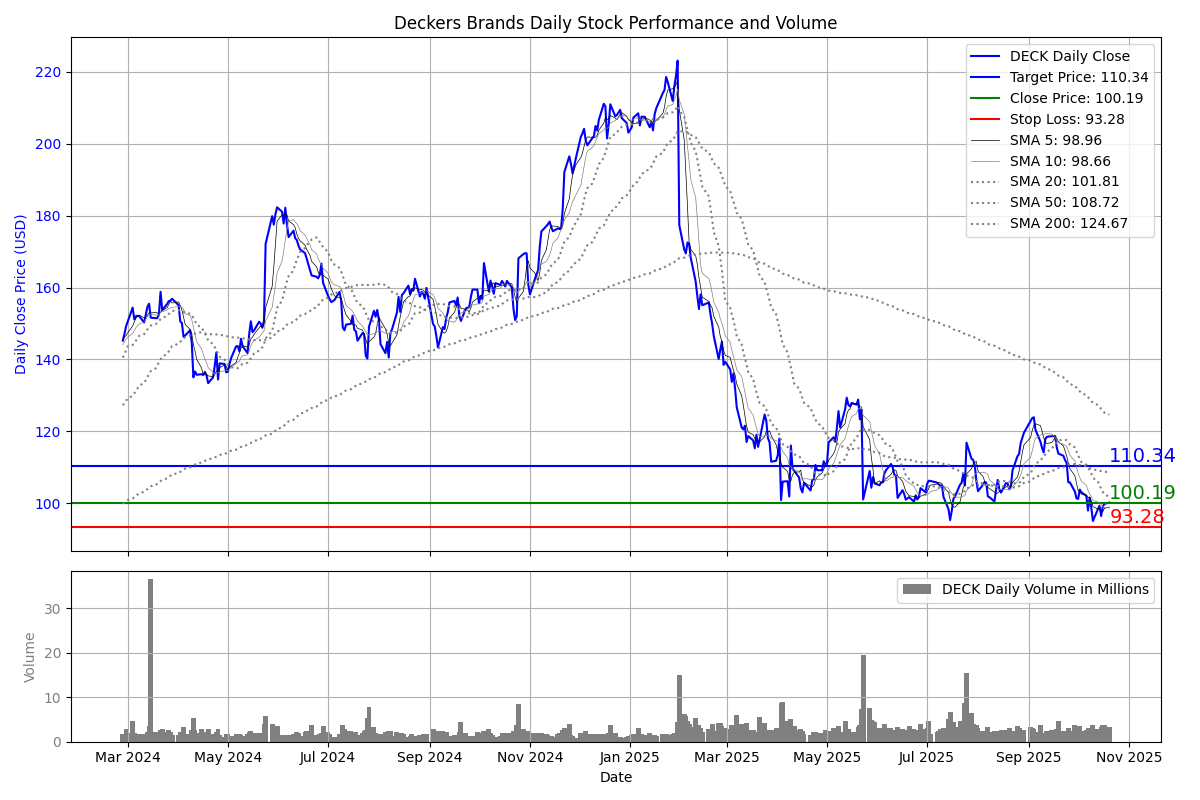 Deckers Brands Daily Stock Performance and Volume
Daily Close Price (USD)
220
200
180
160
140
120
100
DECK Daily Close
Target Price: 110.34
Close Price: 100.19
Stop Loss: 93.28
SMA 5: 98.96
SMA 10: 98.66
SMA 20: 101.81
SMA 50: 108.72
SMA 200: 124.67
110.34
100.19
93.28
Volume
30
20
10
0
DECK Daily Volume in Millions
Mar 2024 May 2024 Jul 2024 Sep 2024 Nov 2024 Jan 2025 Mar 2025 May 2025 Jul 2025 Sep 2025 Nov 2025
Date